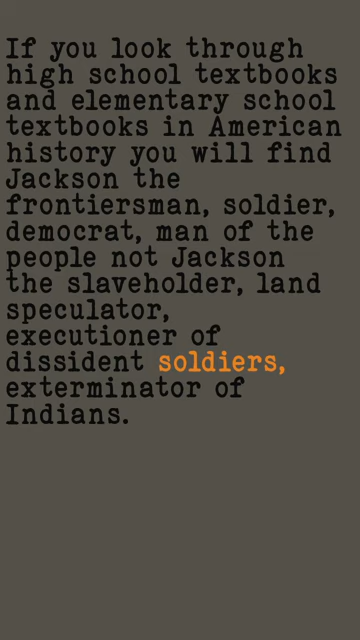 If you look through
high school textbooks
and elementary school
textbooks in American
history you will find
Jackson the
frontiersman, soldier,
democrat, man of the
people not Jackson
the slaveholder, land
speculator,
executioner of
dissident soldiers,
exterminator of
Indians.